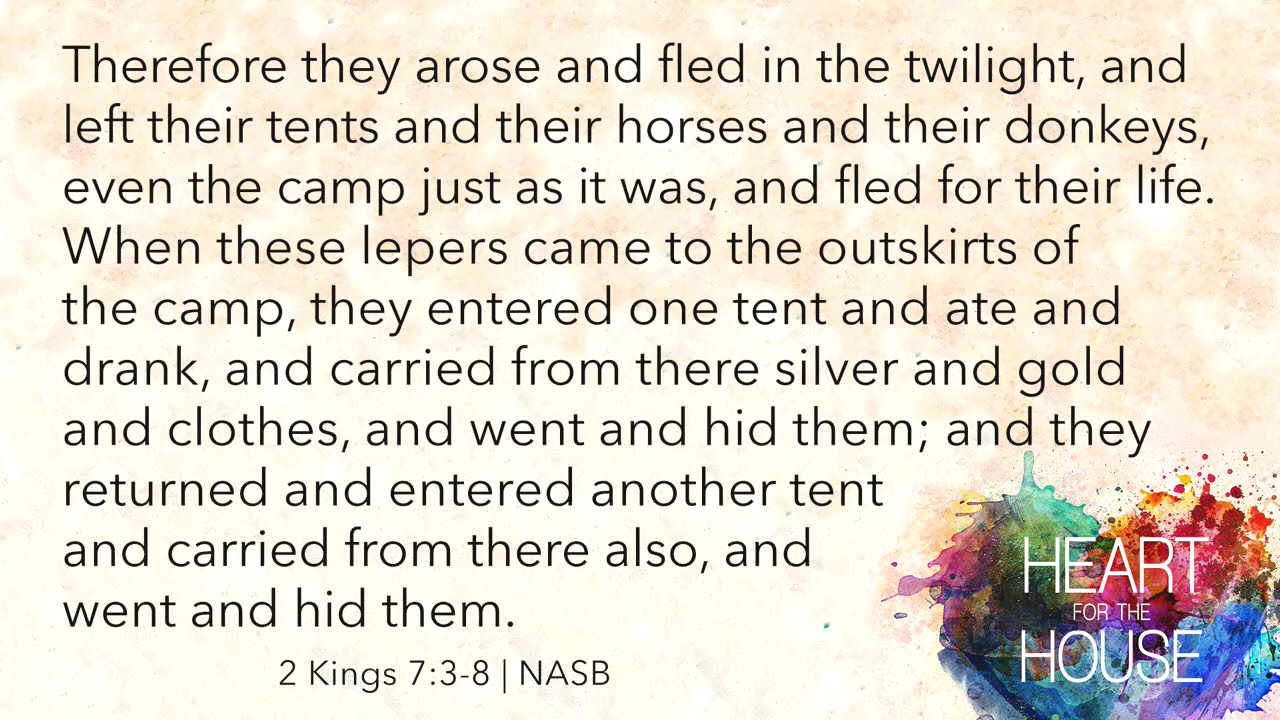 Therefore they arose and fled in the twilight, and
left their tents and their horses and their donkeys,
even the camp just as it was, and fled for their life.
When these lepers came to the outskirts of
the camp, they entered one tent and ate and
drank, and carried from there silver and gold
and clothes, and went and hid them; and they
returned and entered another tent
and carried from there also, and
went and hid them.
2 Kings 7:3-8 | NASB
HEART
FOR THE
HOUSE